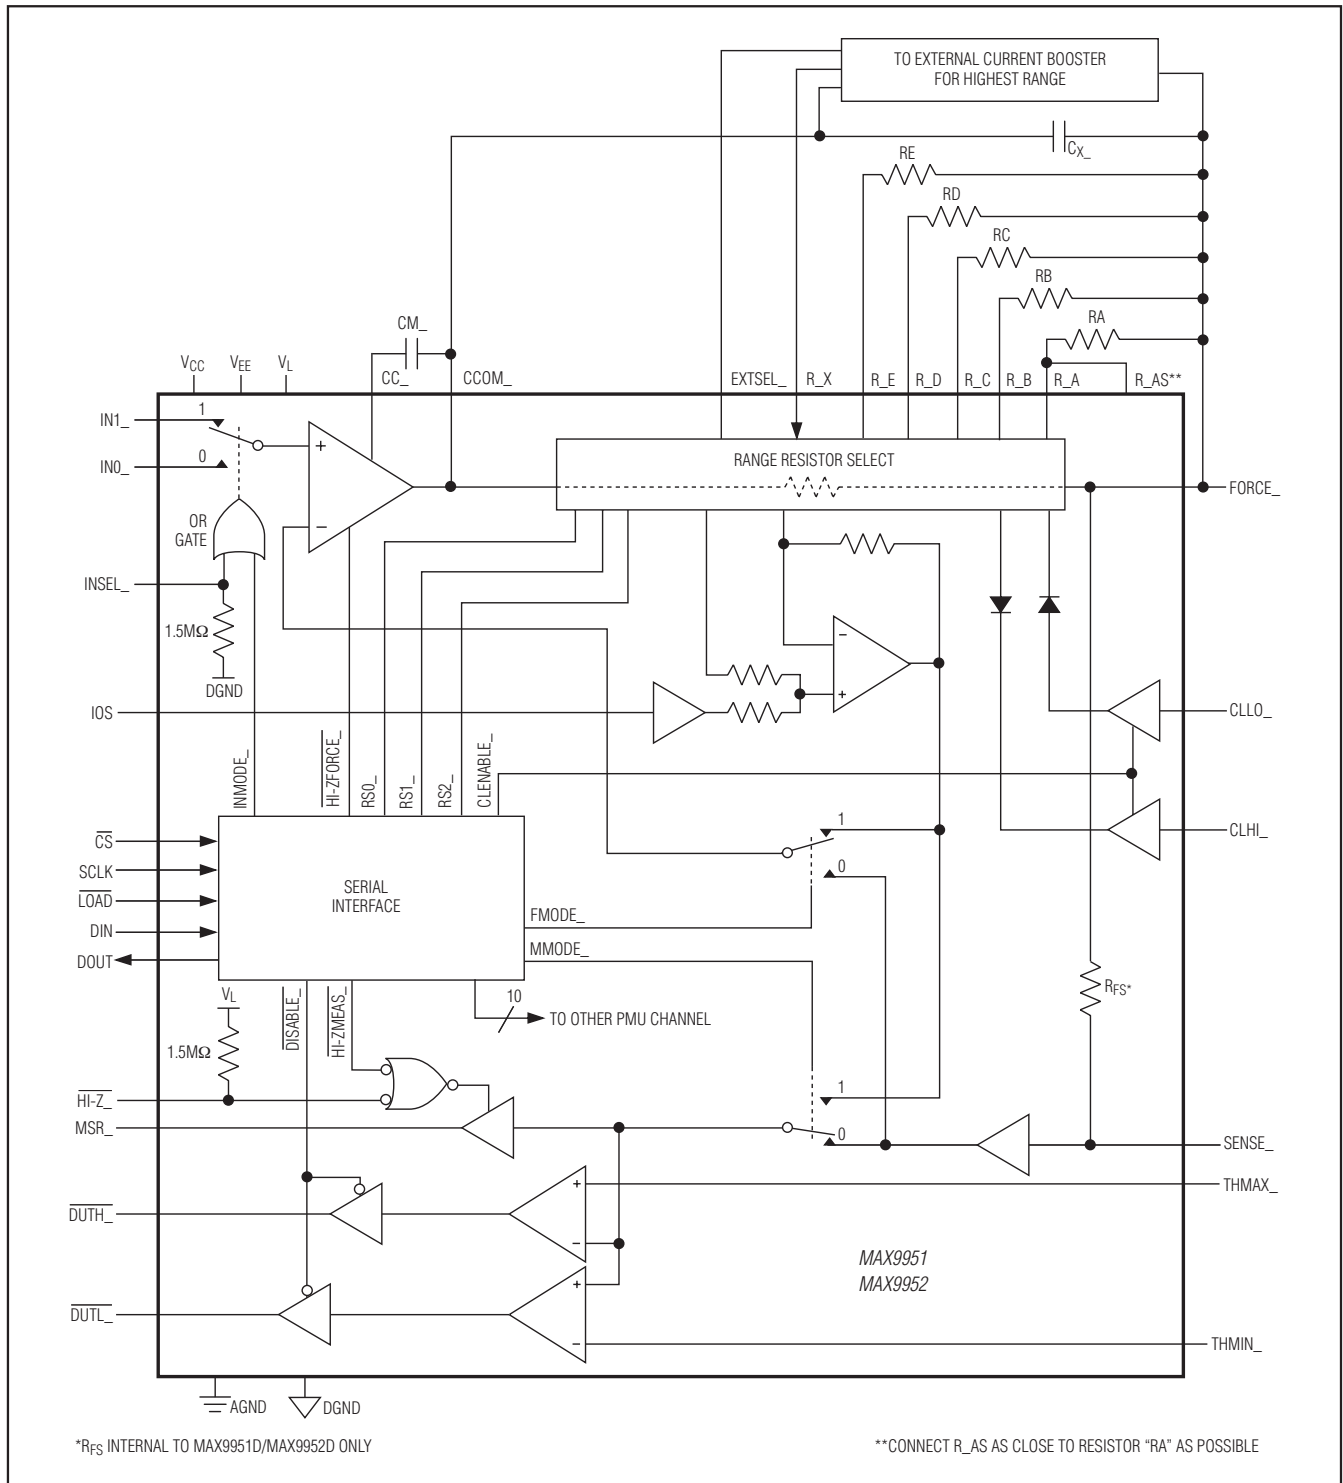 TO EXTERNAL CURRENT BOOSTER
FOR HIGHEST RANGE
CX_
RE
RD
RC
RB
RA
CM_
VCC
VEE
VL
CC_
CCOM_
EXTSEL_
R_X
R_E
R_D
R_C
R_B
R_A
R_AS**
IN1_
1
+
IN0_
0
RANGE RESISTOR SELECT
FORCE_
OR
GATE
−
INSEL_
1.5MΩ
DGND
−
+
IOS
CLLO_
INMODE_
HI-ZFORCE_
RS0_
RS1_
RS2_
CLENABLE_
CS
SCLK
LOAD
DIN
DOUT
SERIAL
INTERFACE
1
0
CLHI_
FMODE_
MMODE_
RFS*
VL
DISABLE_
HI-ZMEAS_
10
TO OTHER PMU CHANNEL
1.5MΩ
HI-Z_
MSR_
1
0
SENSE_
+
THMAX_
DUTH_
−
MAX9951
MAX9952
+
DUTL_
−
THMIN_
AGND
DGND
*RFS INTERNAL TO MAX9951D/MAX9952D ONLY
**CONNECT R_AS AS CLOSE TO RESISTOR “RA” AS POSSIBLE